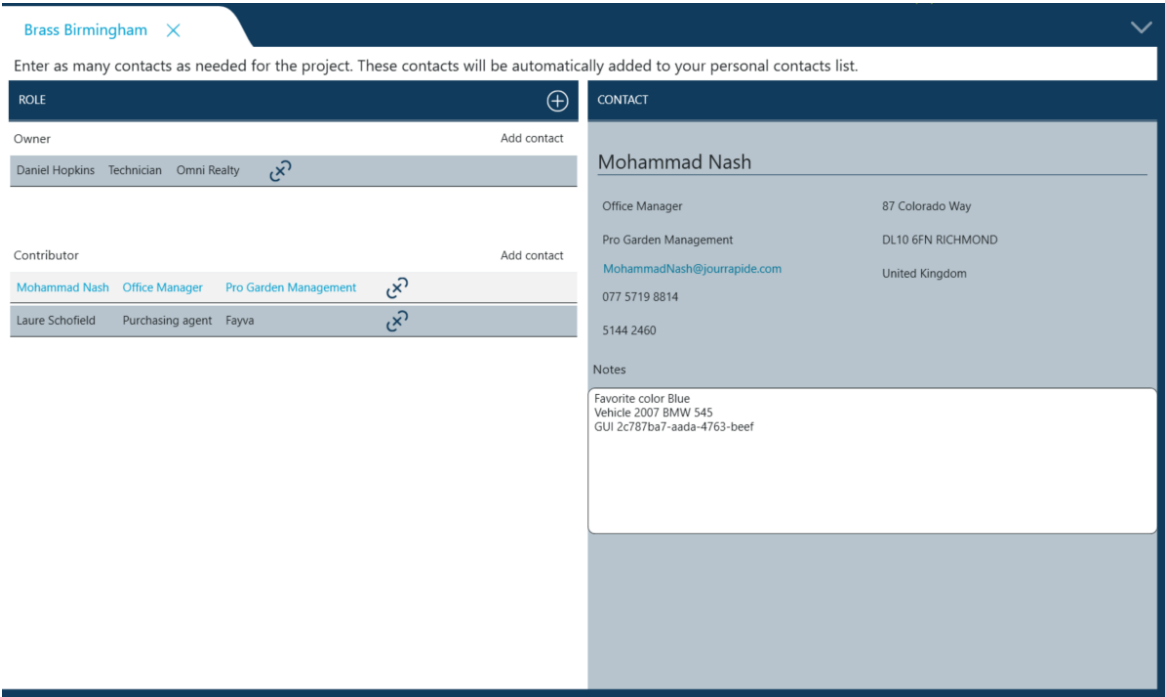 Brass Birmingham
Enter as many contacts as needed for the project. These contacts will be automatically added to your personal contacts list.
ROLE
Owner Add contact
Daniel Hopkins Technician Omni Realty
Contributor Add contact
Mohammad Nash Office Manager Pro Garden Management
Laure Schofield Purchasing agent Fayva
CONTACT
Mohammad Nash
Office Manager 87 Colorado Way
Pro Garden Management DL10 6FN RICHMOND
MohammadNash@jourrapide.com United Kingdom
077 5719 8814
5144 2460
Notes
Favorite color Blue
Vehicle 2007 BMW 545
GUI 2c787ba7-aada-4763-beef